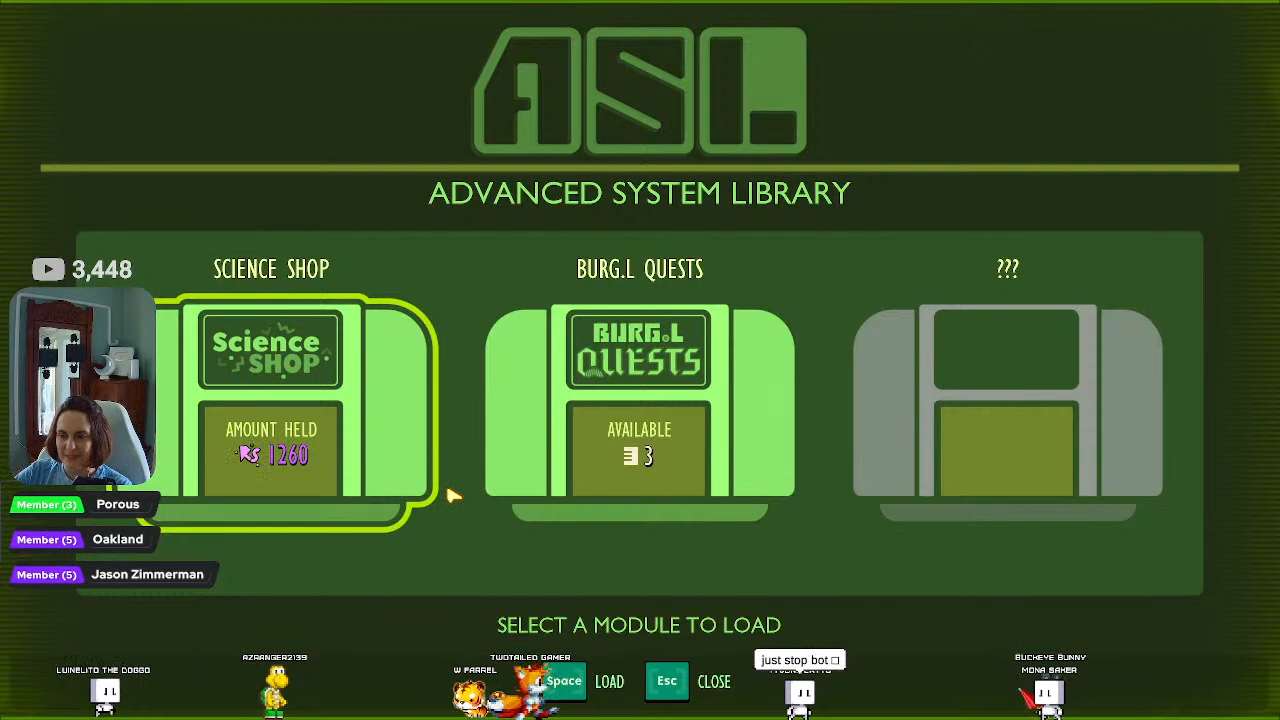 ASL
ADVANCED SYSTEM LIBRARY
3,448
SCIENCE SHOP
BURG.L QUESTS
???
Science
SHOP
BURG.L
QUESTS
AMOUNT HELD
1260
AVAILABLE
3
Member (3) Porous
Member (5) Oakland
Member (5) Jason Zimmerman
SELECT A MODULE TO LOAD
LUINELITO THE DOGGO
AZRANGER2139
W FARREL
TWOTAILED GAMER
just stop bot □
BUCKEYE BUNNY
MONA BAKER
Space LOAD
Esc CLOSE